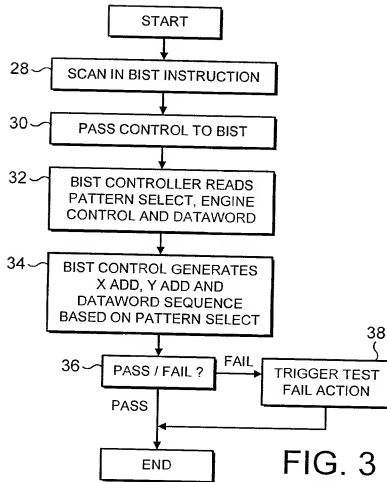 START
28
SCAN IN BIST INSTRUCTION
30
PASS CONTROL TO BIST
32
BIST CONTROLLER READS
PATTERN SELECT, ENGINE
CONTROL AND DATAWORD
34
BIST CONTROL GENERATES
X ADD, Y ADD AND
DATAWORD SEQUENCE
BASED ON PATTERN SELECT
36
PASS / FAIL ?
FAIL
38
TRIGGER TEST
FAIL ACTION
PASS
END
FIG. 3